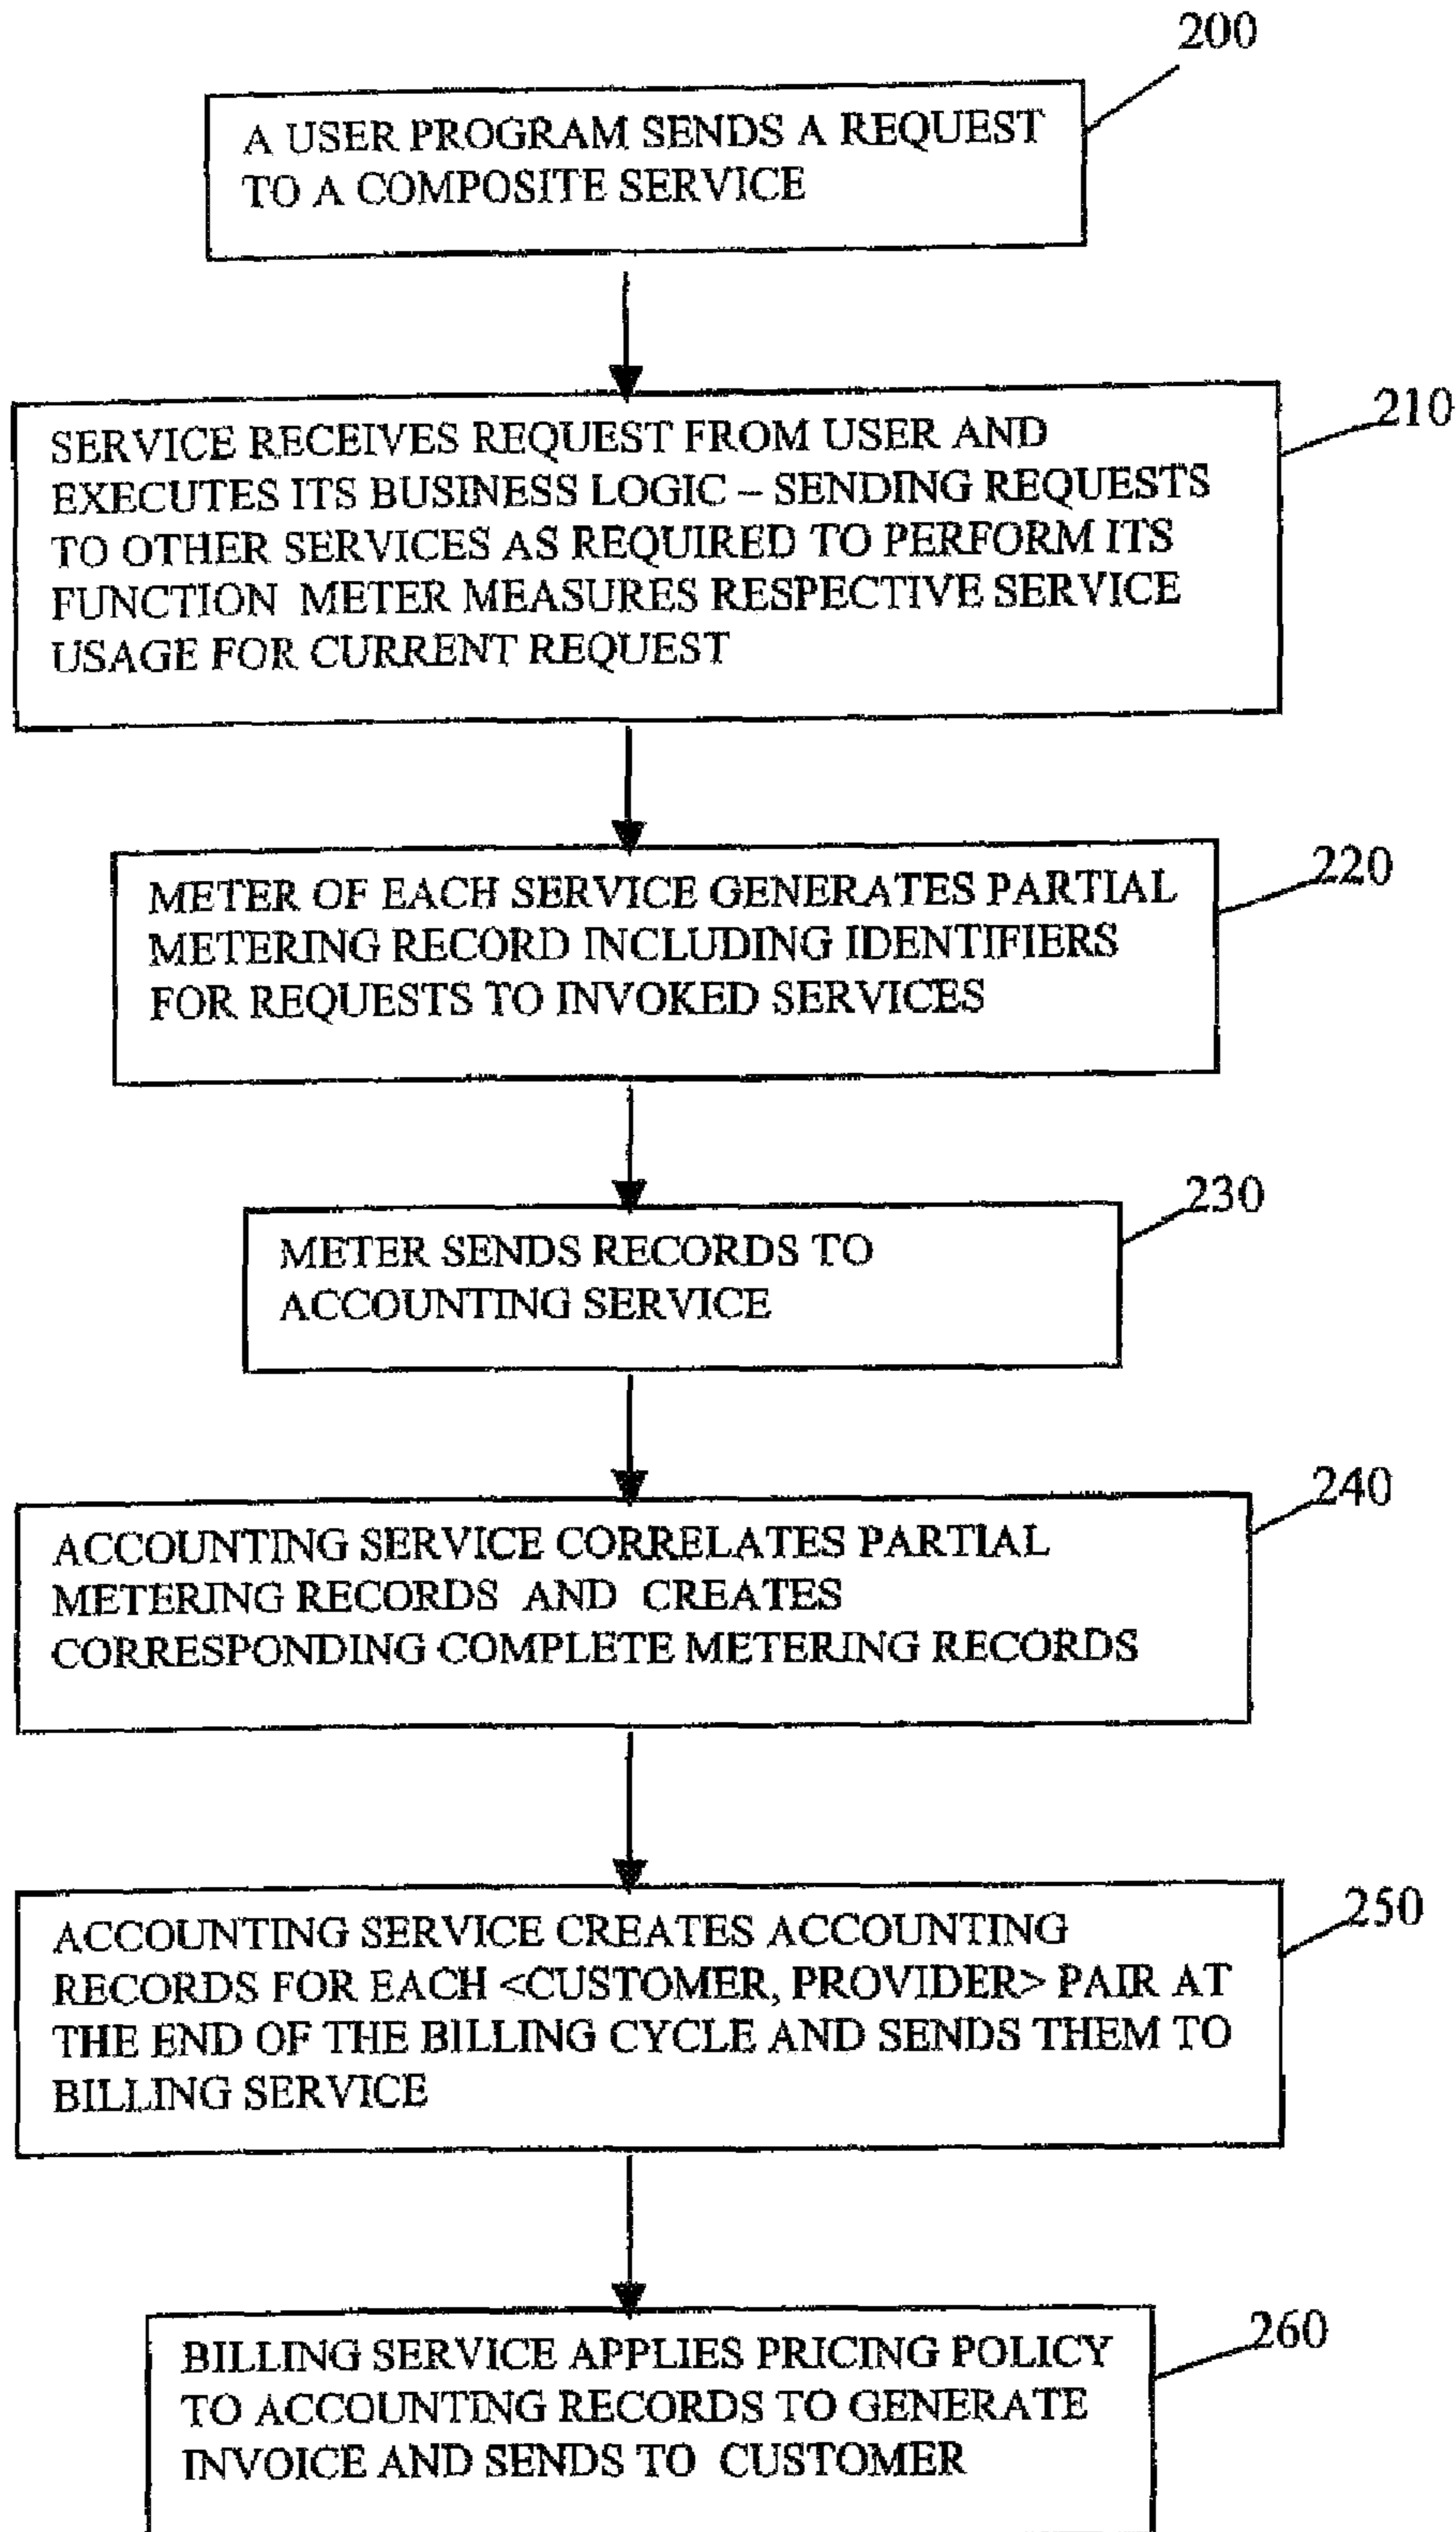 200
A USER PROGRAM SENDS A REQUEST
TO A COMPOSITE SERVICE
210
SERVICE RECEIVES REQUEST FROM USER AND
EXECUTES ITS BUSINESS LOGIC – SENDING REQUESTS
TO OTHER SERVICES AS REQUIRED TO PERFORM ITS
FUNCTION METER MEASURES RESPECTIVE SERVICE
USAGE FOR CURRENT REQUEST
220
METER OF EACH SERVICE GENERATES PARTIAL
METERING RECORD INCLUDING IDENTIFIERS
FOR REQUESTS TO INVOKED SERVICES
230
METER SENDS RECORDS TO
ACCOUNTING SERVICE
240
ACCOUNTING SERVICE CORRELATES PARTIAL
METERING RECORDS AND CREATES
CORRESPONDING COMPLETE METERING RECORDS
250
ACCOUNTING SERVICE CREATES ACCOUNTING
RECORDS FOR EACH <CUSTOMER, PROVIDER> PAIR AT
THE END OF THE BILLING CYCLE AND SENDS THEM TO
BILLING SERVICE
260
BILLING SERVICE APPLIES PRICING POLICY
TO ACCOUNTING RECORDS TO GENERATE
INVOICE AND SENDS TO CUSTOMER